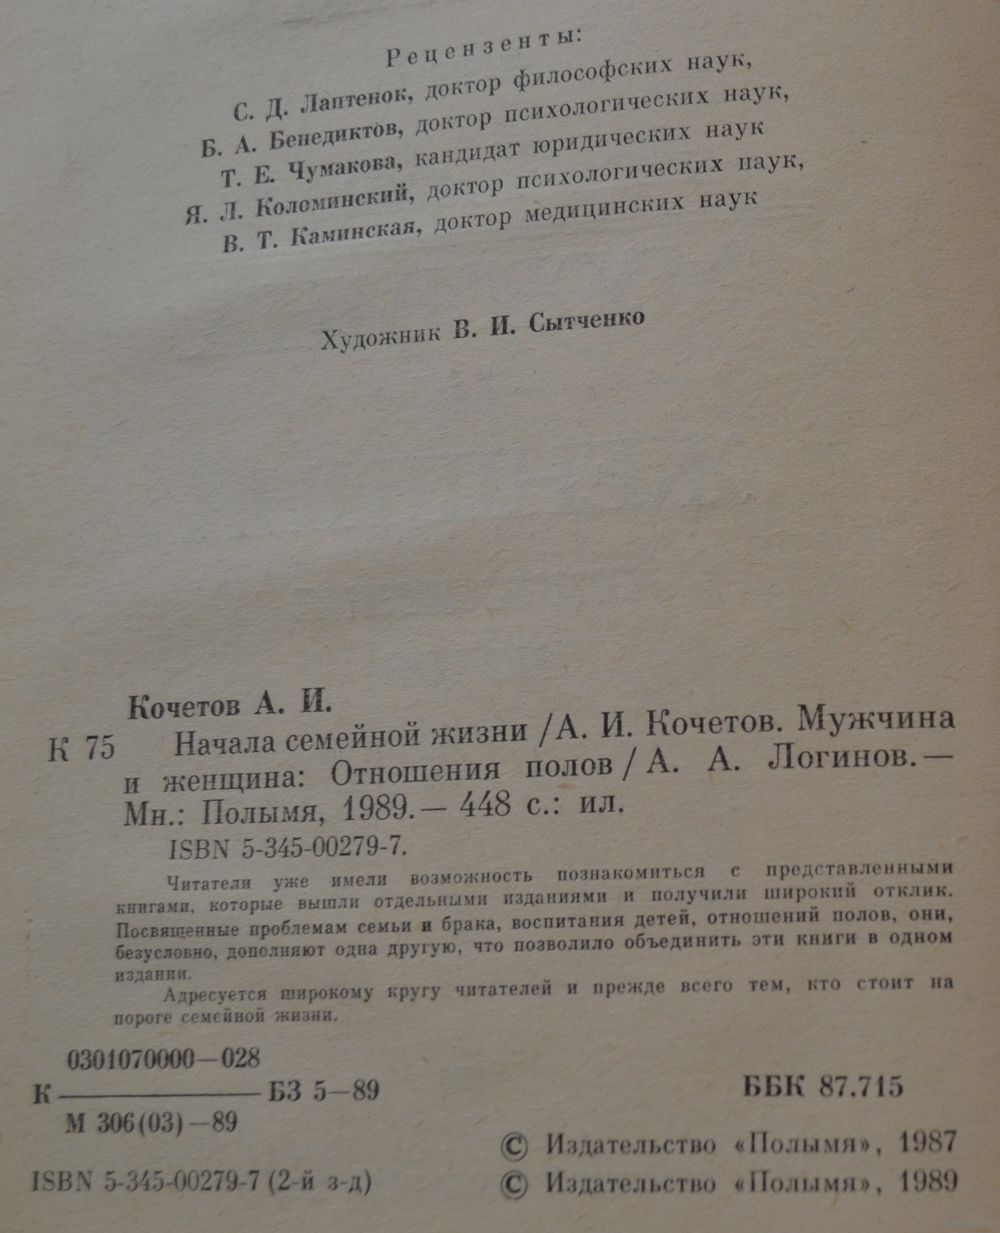 Рецензенты:
С. Д. Лаптенок, доктор философских наук,
Б. А. Бенедиктов, доктор психологических наук,
Т. Е. Чумакова, кандидат юридических наук
Я. Л. Коломинский, доктор психологических наук,
В. Т. Каминская, доктор медицинских наук
Художник В. И. Сытченко
Кочетов А. И.
К 75 Начала семейной жизни /А. И. Кочетов. Мужчина
и женщина: Отношения полов / А. А. Логинов.—
Мн.: Полымя, 1989.— 448 с.: ил.
ISBN 5-345-00279-7.
Читатели уже имели возможность познакомиться с представленными
книгами, которые вышли отдельными изданиями и получили широкий отклик.
Посвященные проблемам семьи и брака, воспитания детей, отношений полов, они,
безусловно, дополняют одна другую, что позволило объединить эти книги в одном
издании.
Адресуется широкому кругу читателей и прежде всего тем, кто стоит на
пороге семейной жизни.
0301070000—028
К ———— БЗ 5—89
М 306(03)—89
ББК 87.715
© Издательство «Полымя», 1987
ISBN 5-345-00279-7 (2-й з-д)
© Издательство «Полымя», 1989